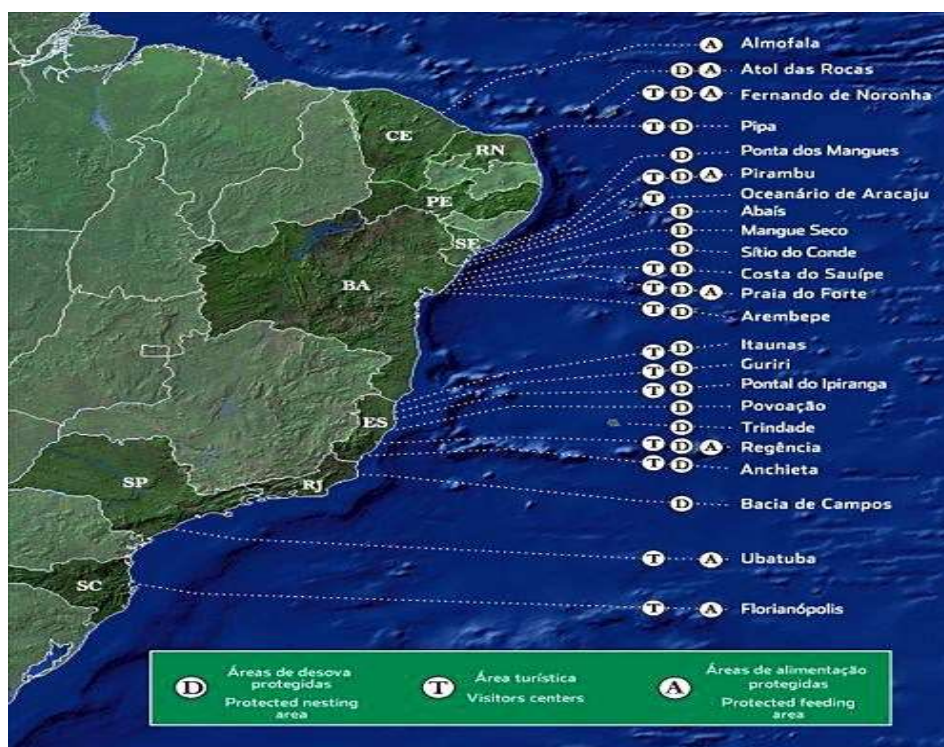 A Almofala
D A Atol das Rocas
T D A Fernando de Noronha
T D Pipa
D Ponta dos Mangues
T D A Pirambu
T Oceanário de Aracaju
D Abaís
D Mangue Seco
D Sítio do Conde
T D Costa do Sauípe
T D A Praia do Forte
T D Arembepe
T D Itaunas
T D Guriri
T D Pontal do Ipiranga
D Povoação
D Trindade
T D A Regência
T D Anchieta
D Bacia de Campos
T A Ubatuba
T A Florianópolis
CE
RN
PE
SE
BA
ES
SP
RJ
SC
D Áreas de desova
protegidas
Protected nesting
area
T Área turística
Visitors centers
A Áreas de alimentação
protegidas
Protected feeding
area